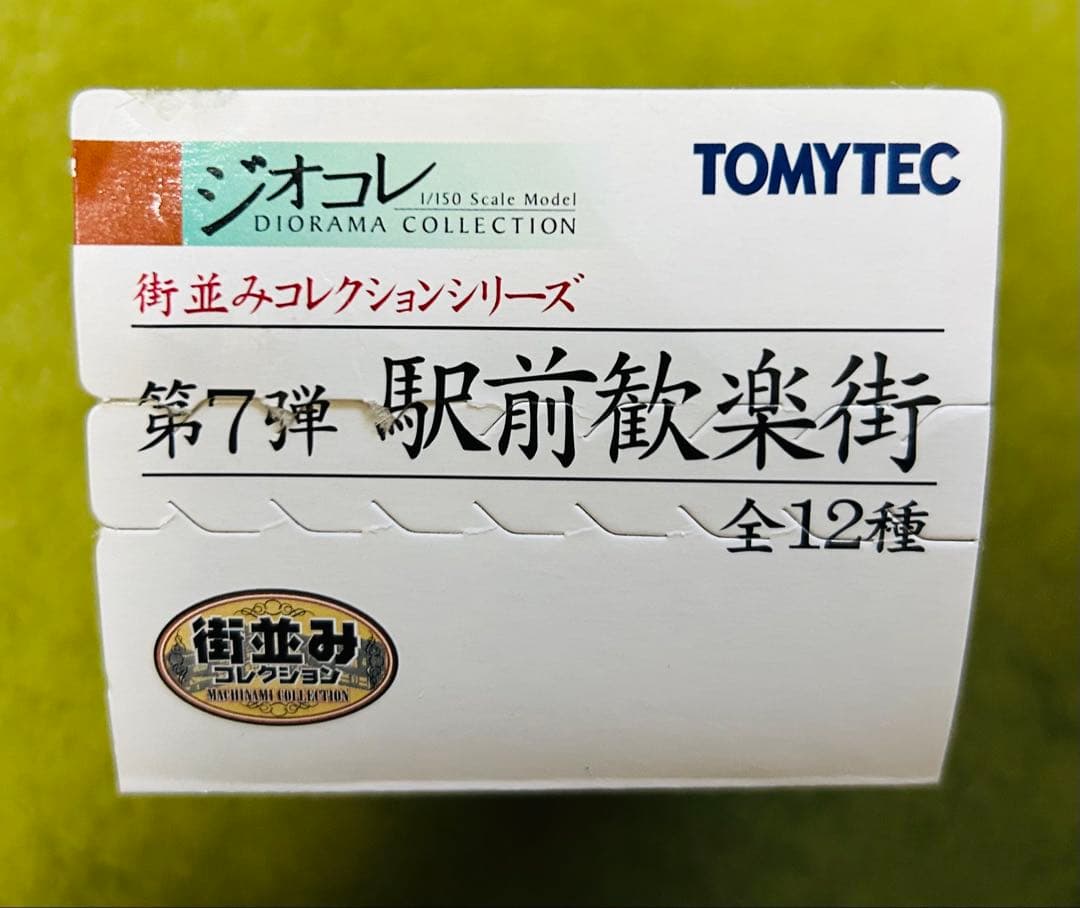 ジオコレ
1/150 Scale Model
DIORAMA COLLECTION
TOMYTEC
街並みコレクションシリーズ
第7弾 駅前歓楽街
全12種
街並み
コレクション
MACHINAMI COLLECTION